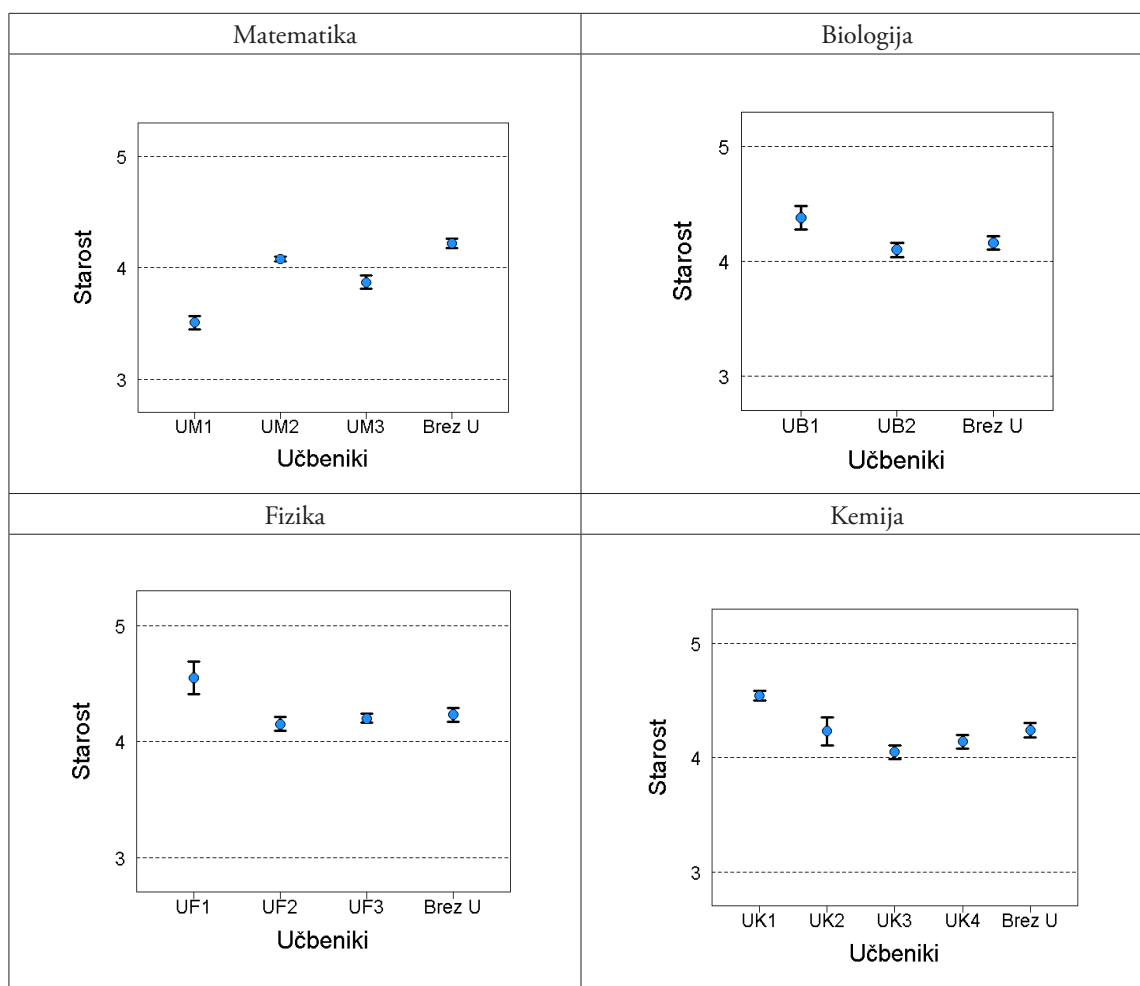 Matematika
Biologija
5
4
3
Starost
UM1 UM2 UM3 Brez U
Učbeniki
5
4
3
Starost
UB1 UB2 Brez U
Učbeniki
Fizika
Kemija
5
4
3
Starost
UF1 UF2 UF3 Brez U
Učbeniki
5
4
3
Starost
UK1 UK2 UK3 UK4 Brez U
Učbeniki